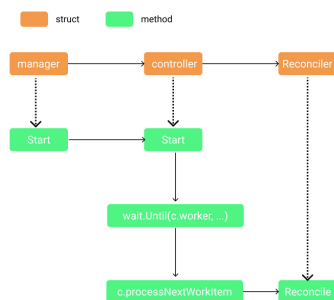 struct
method
manager
controller
Reconciler
Start
Start
wait.Until(c.worker, ...)
c.processNextWorkItem
Reconcile